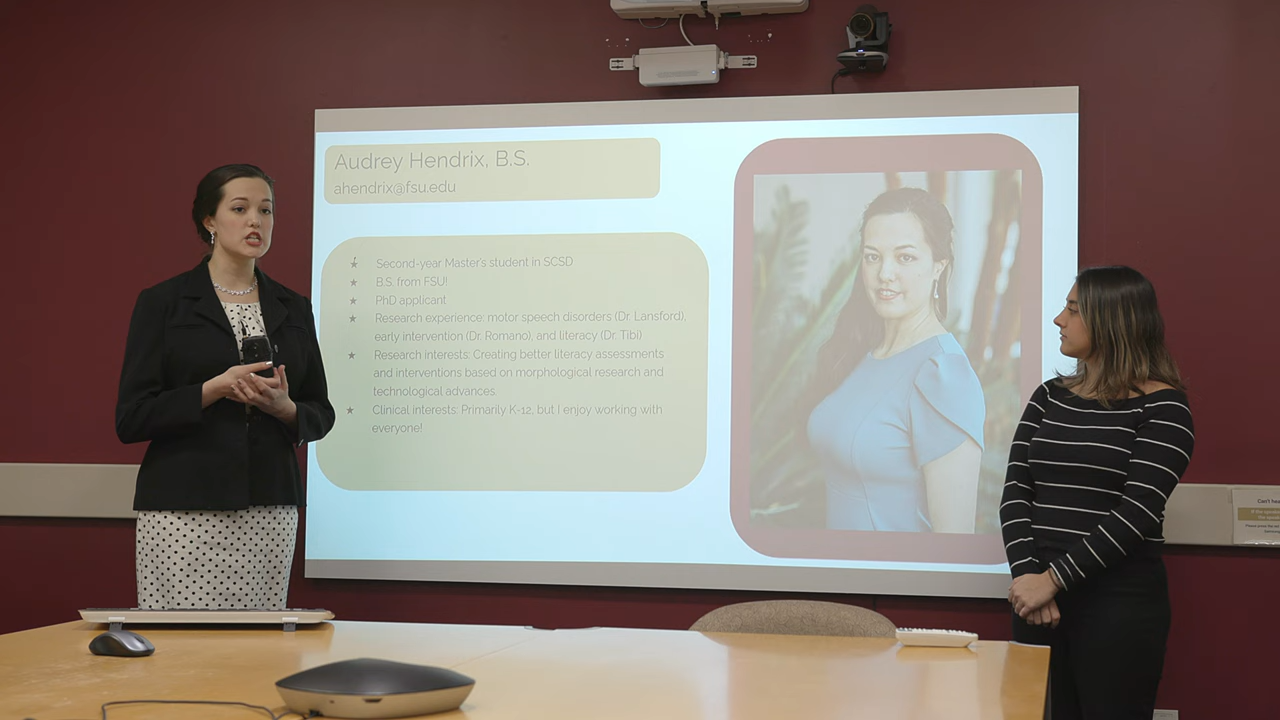 Audrey Hendrix, B.S.
ahendrix@fsu.edu
★ Second-year Master's student in SCSD
★ B.S. from FSU!
★ PhD applicant
★ Research experience: motor speech disorders (Dr. Lansford),
early intervention (Dr. Romano), and literacy (Dr. Tibi)
★ Research interests: Creating better literacy assessments
and interventions based on morphological research and
technological advances
★ Clinical interests: Primarily K-12, but I enjoy working with
everyone!
Can't hea